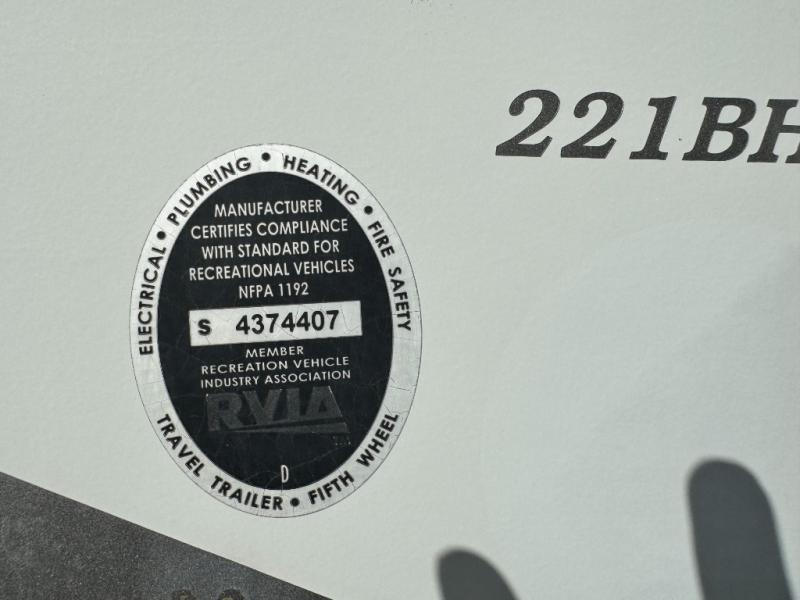 221BH
ELECTRICAL • PLUMBING • HEATING • FIRE SAFETY
MANUFACTURER
CERTIFIES COMPLIANCE
WITH STANDARD FOR
RECREATIONAL VEHICLES
NFPA 1192
S 4374407
MEMBER
RECREATION VEHICLE
INDUSTRY ASSOCIATION
RVIA
D
TRAVEL TRAILER • FIFTH WHEEL